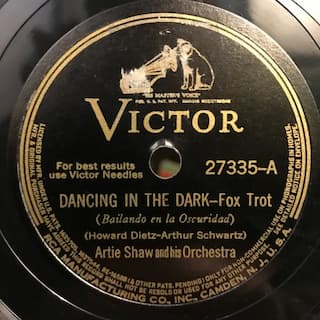 "HIS MASTER'S VOICE"
REG. U. S. PAT. OFF. MARCAS REGISTRADAS
VICTOR
For best results
use Victor Needles
27335-A
DANCING IN THE DARK-Fox Trot
(Bailando en la Oscuridad)
(Howard Dietz-Arthur Schwartz)
Artie Shaw and his Orchestra
RCA MANUFACTURING CO., INC. CAMDEN, N. J., U. S. A.